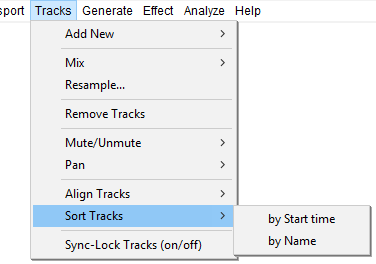 sport Tracks Generate Effect Analyze Help
Add New
Mix
Resample...
Remove Tracks
Mute/Unmute
Pan
Align Tracks
Sort Tracks
by Start time
by Name
Sync-Lock Tracks (on/off)